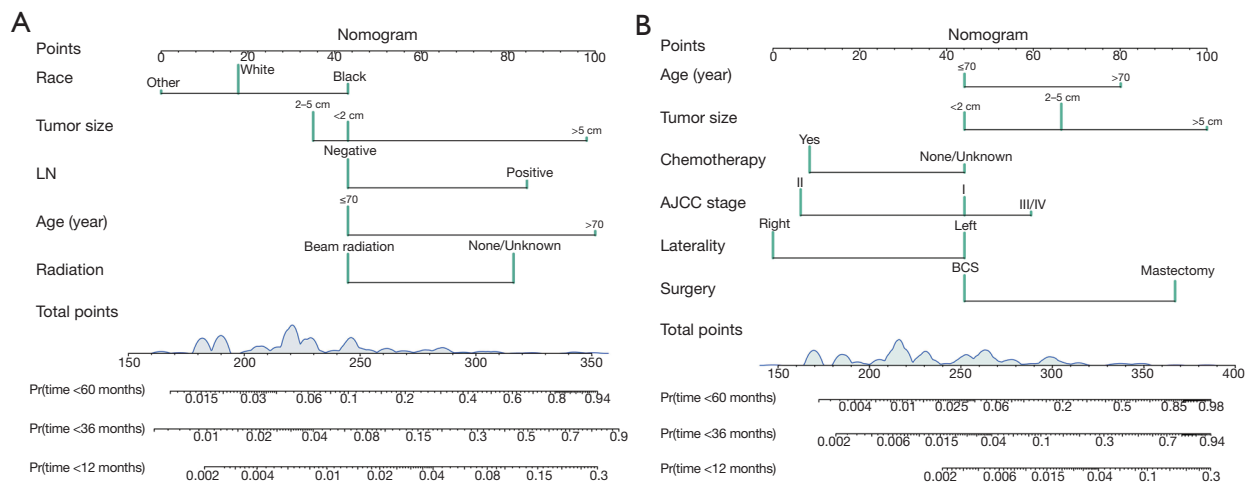 A
Nomogram
Points
0 20 40 60 80 100
Race
Other White Black
Tumor size
2–5 cm <2 cm >5 cm
LN
Negative Positive
Age (year)
≤70 >70
Radiation
Beam radiation None/Unknown
Total points
150 200 250 300 350
Pr(time <60 months)
0.015 0.03 0.06 0.1 0.2 0.4 0.6 0.8 0.94
Pr(time <36 months)
0.01 0.02 0.04 0.08 0.15 0.3 0.5 0.7 0.9
Pr(time <12 months)
0.002 0.004 0.01 0.02 0.04 0.08 0.15 0.3
B
Nomogram
Points
0 20 40 60 80 100
Age (year)
≤70 >70
Tumor size
<2 cm 2–5 cm >5 cm
Chemotherapy
Yes None/Unknown
AJCC stage
II I III/IV
Laterality
Right Left
Surgery
BCS Mastectomy
Total points
140 200 250 300 350 400
Pr(time <60 months)
0.004 0.01 0.025 0.06 0.2 0.5 0.85 0.98
Pr(time <36 months)
0.002 0.006 0.015 0.04 0.1 0.3 0.7 0.94
Pr(time <12 months)
0.002 0.006 0.015 0.04 0.1 0.3